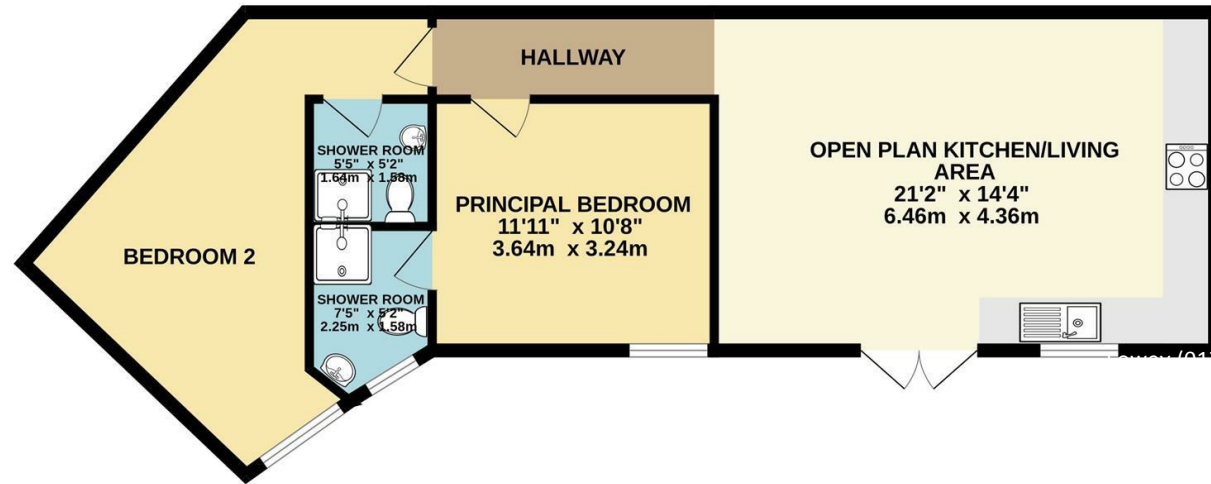 HALLWAY
SHOWER ROOM
5'5" x 5'2"
1.64m x 1.58m
OPEN PLAN KITCHEN/LIVING
AREA
21'2" x 14'4"
6.46m x 4.36m
PRINCIPAL BEDROOM
11'11" x 10'8"
3.64m x 3.24m
BEDROOM 2
SHOWER ROOM
7'5" x 5'2"
2.25m x 1.58m